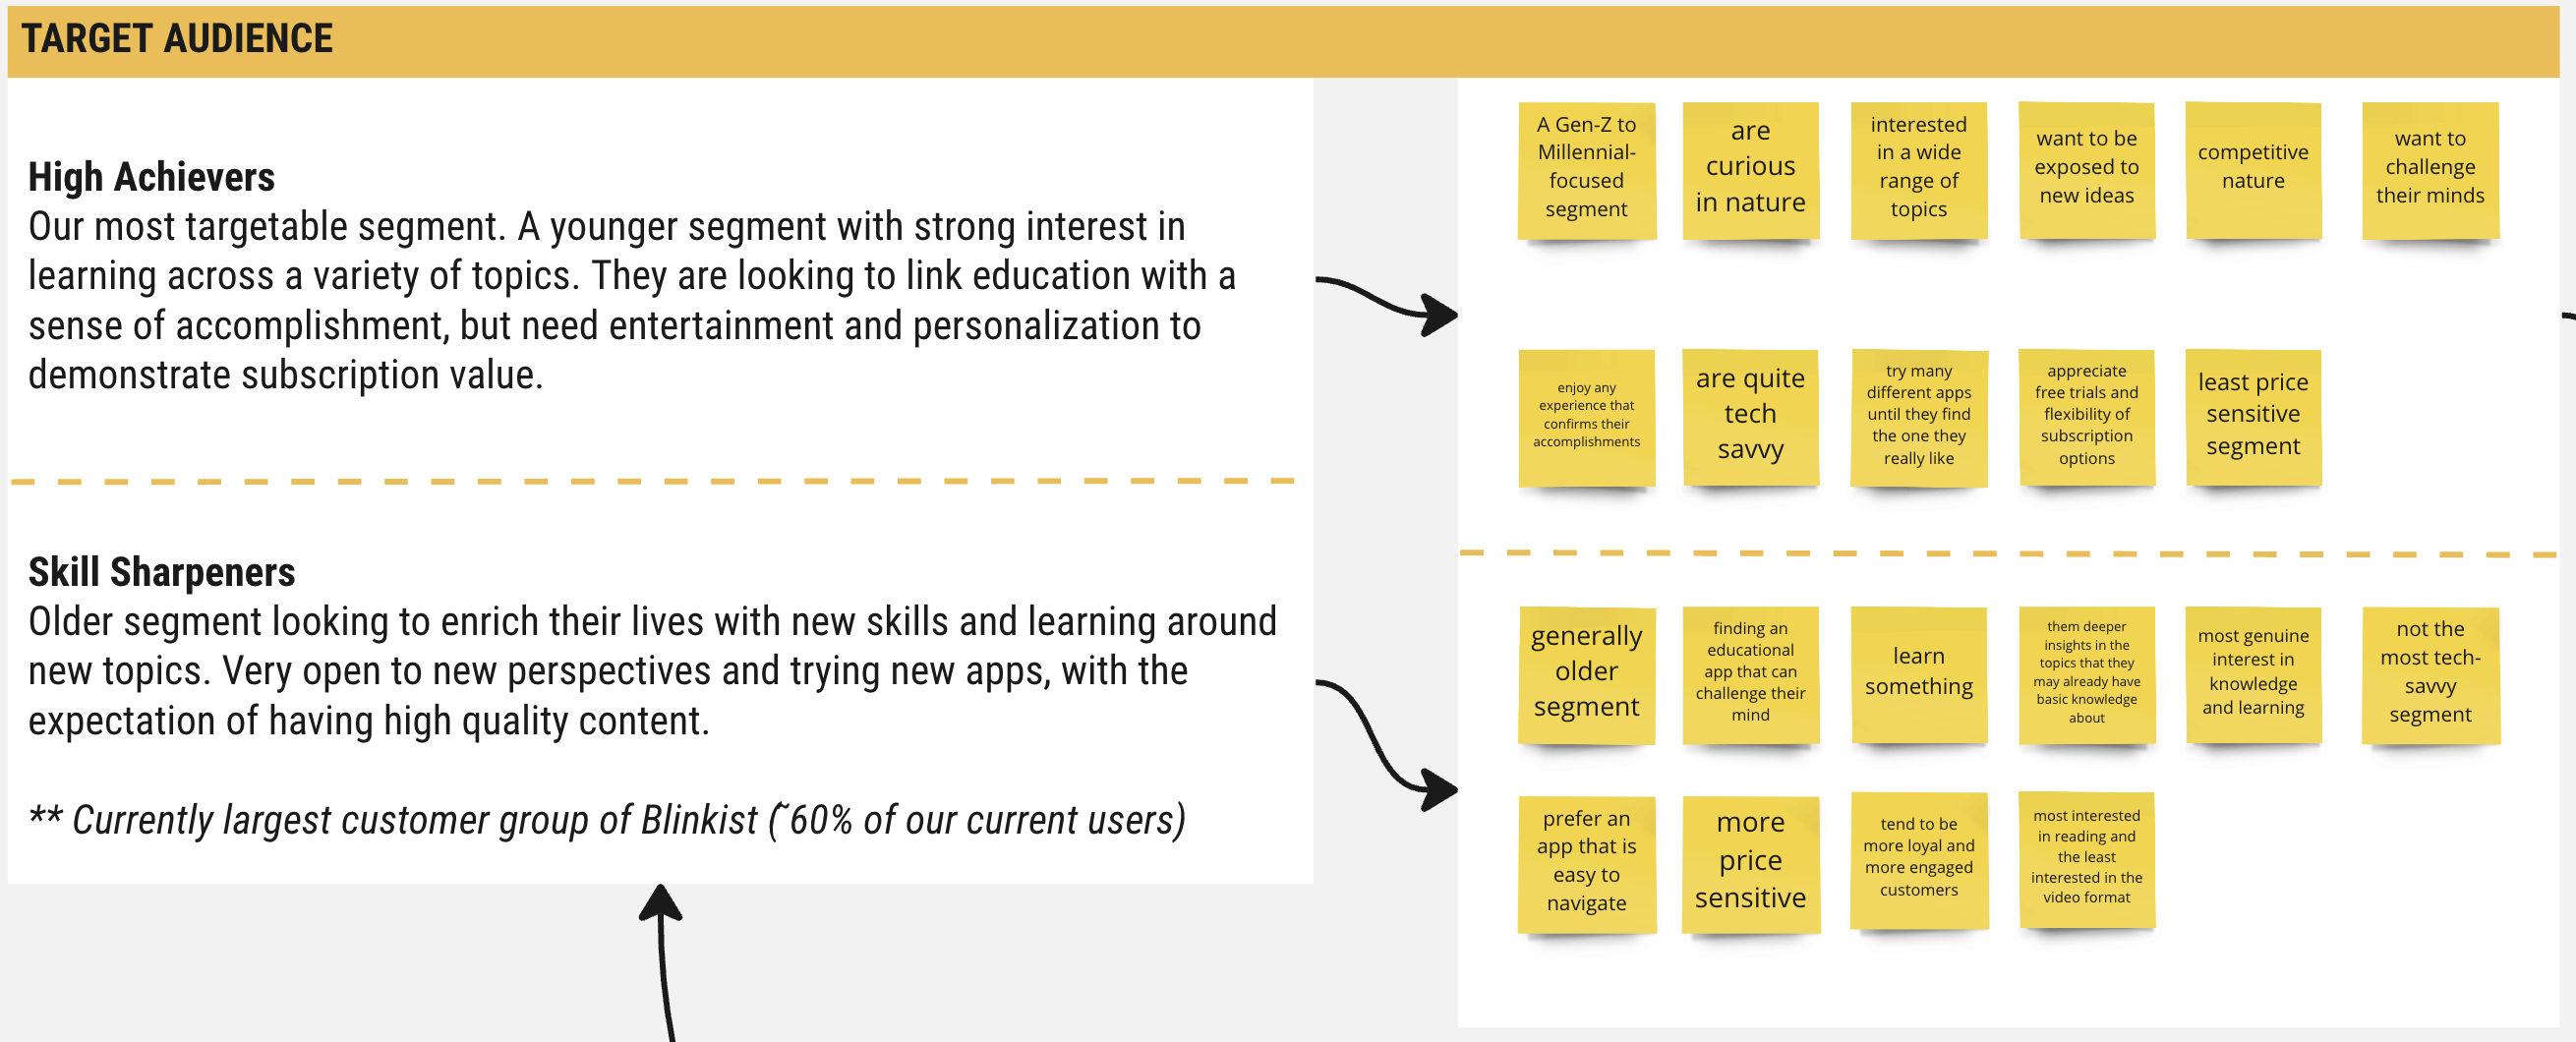 TARGET AUDIENCE
High Achievers
Our most targetable segment. A younger segment with strong interest in
learning across a variety of topics. They are looking to link education with a
sense of accomplishment, but need entertainment and personalization to
demonstrate subscription value.
Skill Sharpeners
Older segment looking to enrich their lives with new skills and learning around
new topics. Very open to new perspectives and trying new apps, with the
expectation of having high quality content.
** Currently largest customer group of Blinkist (~60% of our current users)
A Gen-Z to
Millennial-
focused
segment
are
curious
in nature
interested
in a wide
range of
topics
want to be
exposed to
new ideas
competitive
nature
want to
challenge
their minds
enjoy any
experience that
confirms their
accomplishments
are quite
tech
savvy
try many
different apps
until they find
the one they
really like
appreciate
free trials and
flexibility of
subscription
options
least price
sensitive
segment
generally
older
segment
finding an
educational
app that can
challenge their
mind
learn
something
them deeper
insights in the
topics that they
may already have
basic knowledge
about
most genuine
interest in
knowledge
and learning
not the
most tech-
savvy
segment
prefer an
app that is
easy to
navigate
more
price
sensitive
tend to be
more loyal and
more engaged
customers
most interested
in reading and
the least
interested in the
video format